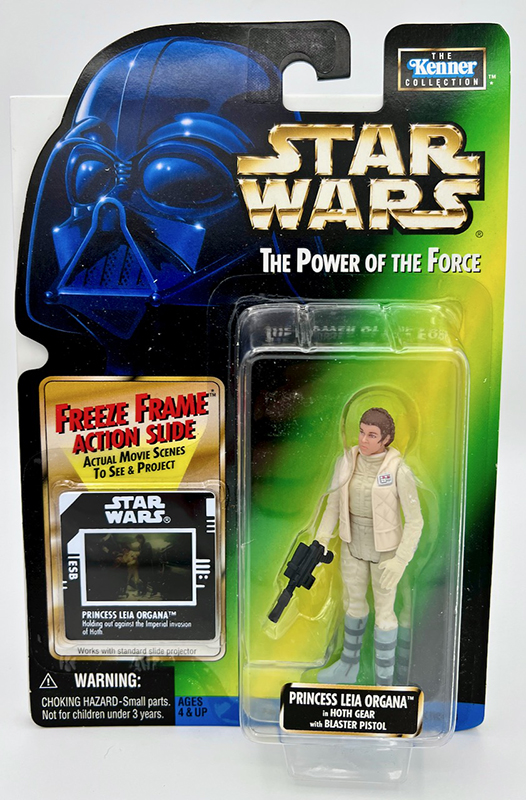 THE
Kenner
COLLECTION
™
STAR
WARS
®
THE POWER OF THE FORCE
FREEZE FRAME™
ACTION SLIDE
ACTUAL MOVIE SCENES
TO SEE & PROJECT
STAR
WARS®
ESB
PRINCESS LEIA ORGANA™
Holding out against the Imperial invasion
of Hoth
Works with standard slide projector
WARNING:
CHOKING HAZARD-Small parts.
Not for children under 3 years.
AGES
4 & UP
PRINCESS LEIA ORGANA™
in HOTH GEAR
with BLASTER PISTOL